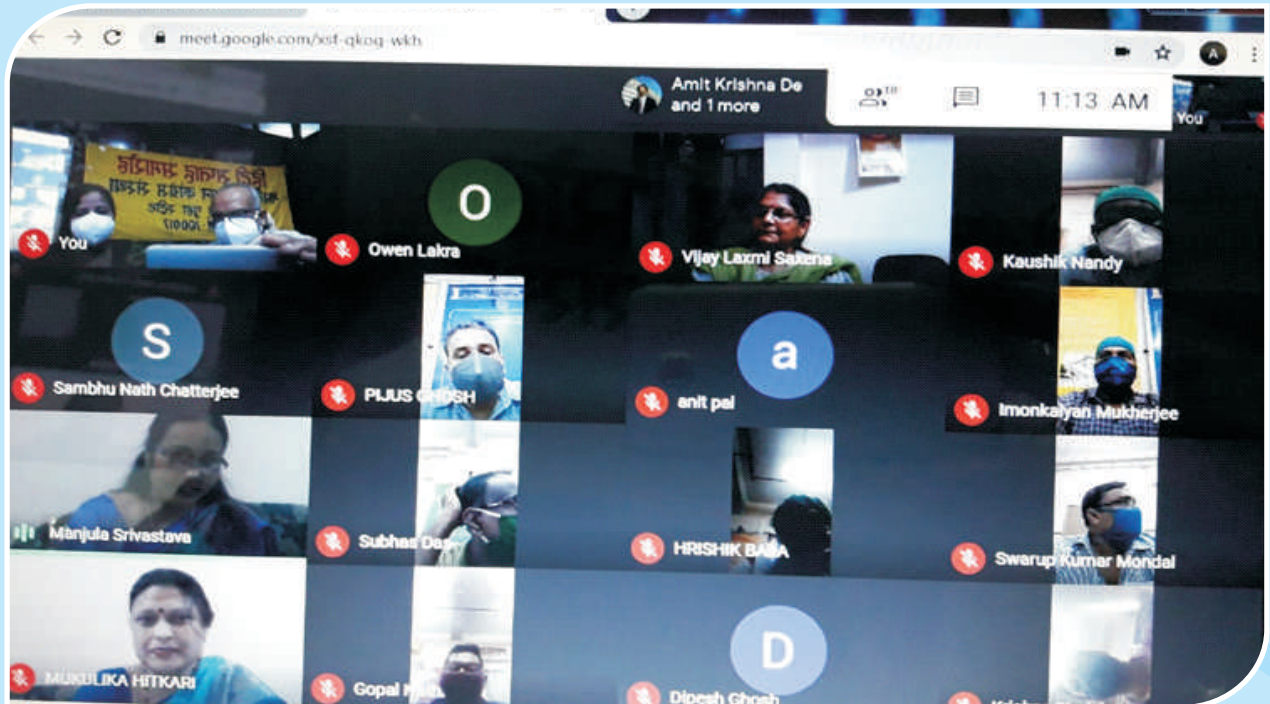 meet.google.com/xsf-qkog-wkh
A
Amit Krishna De
and 1 more
18
11:13 AM
You
You
O
Owen Lakra
Vijay Laxmi Saxena
Kaushik Nandy
S
Sambhu Nath Chatterjee
PIJUS GHOSH
a
anit pal
Imonkalyan Mukherjee
Manjula Srivastava
Subhas Das
HRISHIK
Swarup Kumar Mondal
MUKULIKA HITKARI
Gopal
D
Dipesh Ghosh